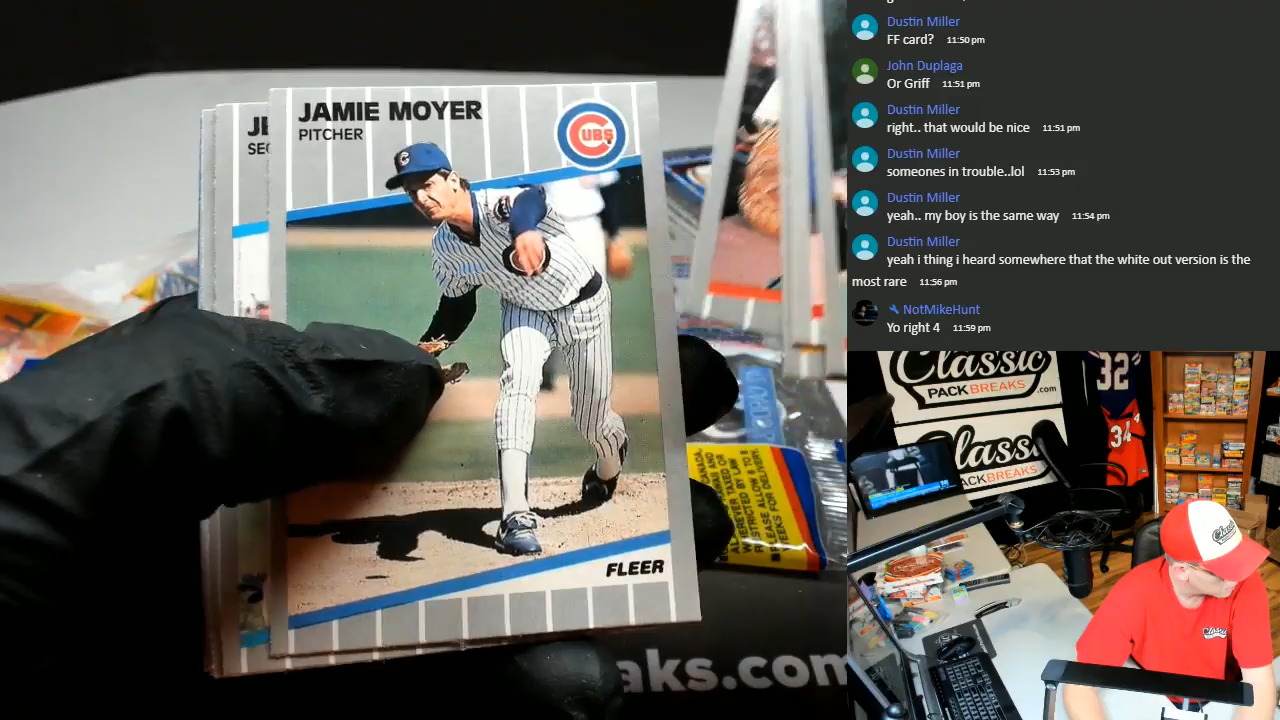 JE
SEC
JAMIE MOYER
PITCHER
CUBS
FLEER
aks.com
Dustin Miller
FF card? 11:50 pm
John Duplaga
Or Griff 11:51 pm
Dustin Miller
right.. that would be nice 11:51 pm
Dustin Miller
someones in trouble..lol 11:53 pm
Dustin Miller
yeah.. my boy is the same way 11:54 pm
Dustin Miller
yeah i thing i heard somewhere that the white out version is the
most rare 11:56 pm
NotMikeHunt
Yo right 4 11:59 pm
Classic
PACK BREAKS.com
Classic
PACK BREAKS
32
34
Classic